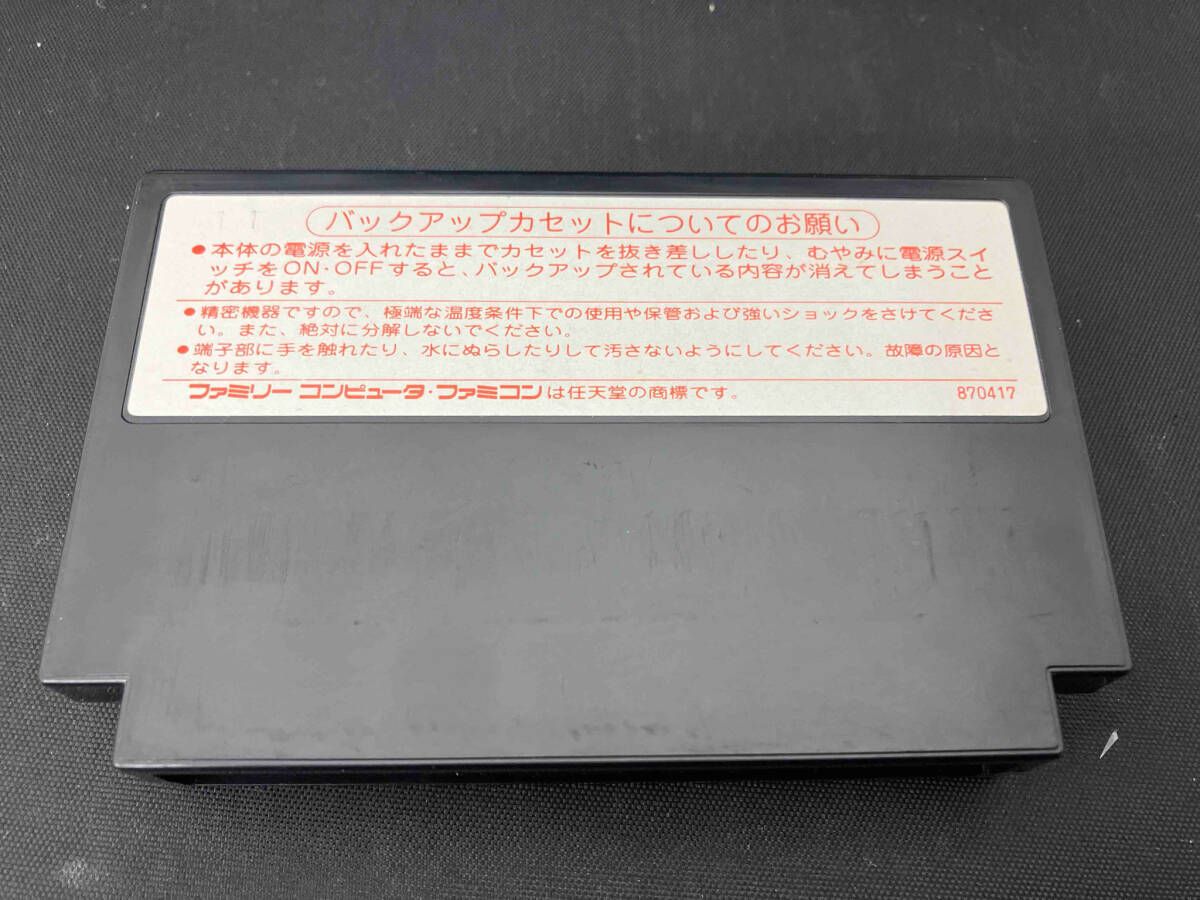 バックアップカセットについてのお願い
●本体の電源を入れたままでカセットを抜き差ししたり、むやみに電源スイ
ッチをON・OFFすると、バックアップされている内容が消えてしまうこと
があります。
●精密機器ですので、極端な温度条件下での使用や保管および強いショックをさけてくださ
い。また、絶対に分解しないでください。
●端子部に手を触れたり、水にぬらしたりして汚さないようにしてください。故障の原因と
なります。
ファミリー コンピュータ・ファミコンは任天堂の商標です。 870417